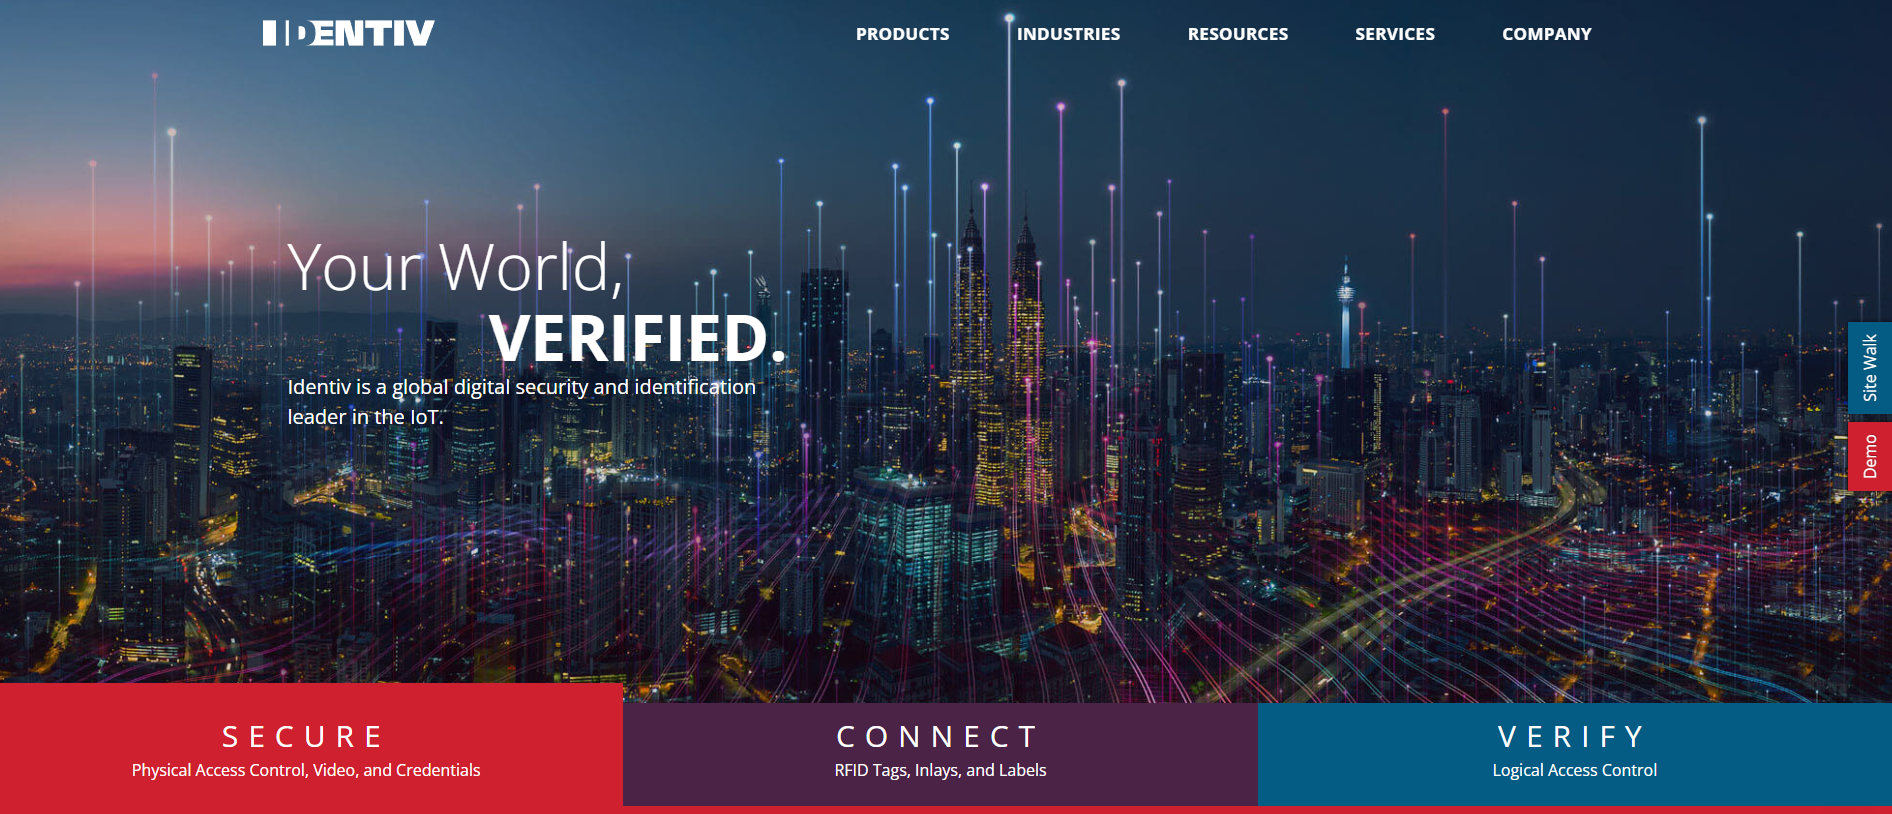 IDENTIV
PRODUCTS
INDUSTRIES
RESOURCES
SERVICES
COMPANY
Your World,
VERIFIED.
Identiv is a global digital security and identification
leader in the IoT.
Site Walk
Demo
SECURE
Physical Access Control, Video, and Credentials
CONNECT
RFID Tags, Inlays, and Labels
VERIFY
Logical Access Control